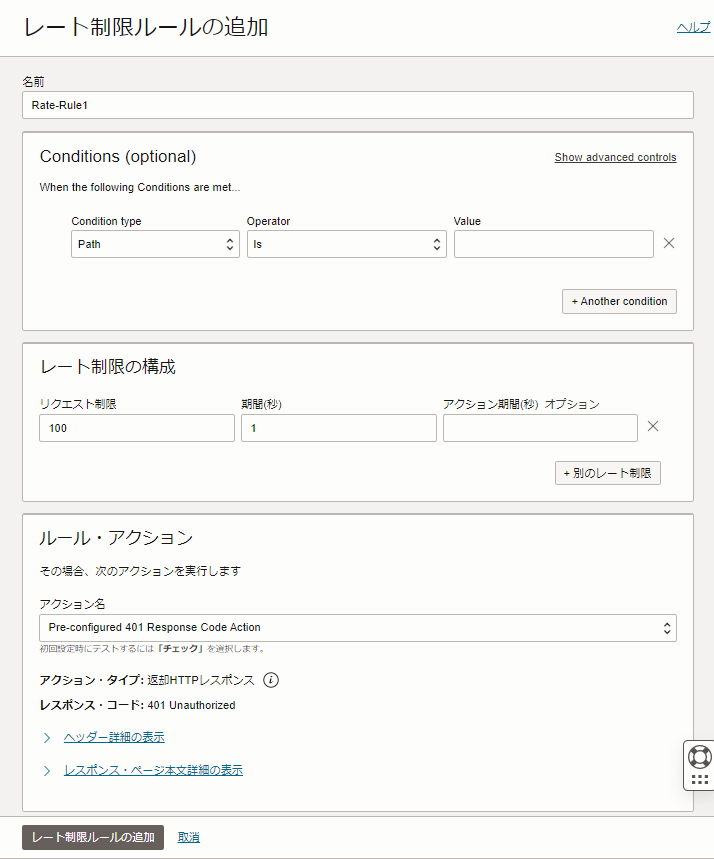 レート制限ルールの追加
ヘルプ
名前
Rate-Rule1
Conditions (optional)
Show advanced controls
When the following Conditions are met...
Condition type
Operator
Value
Path
Is
+ Another condition
レート制限の構成
リクエスト制限
期間(秒)
アクション期間(秒) オプション
100
1
+ 別のレート制限
ルール・アクション
その場合、次のアクションを実行します
アクション名
Pre-configured 401 Response Code Action
初回設定時にテストするには「チェック」を選択します。
アクション・タイプ: 返却HTTPレスポンス
レスポンス・コード: 401 Unauthorized
ヘッダー詳細の表示
レスポンス・ページ本文詳細の表示
レート制限ルールの追加
取消